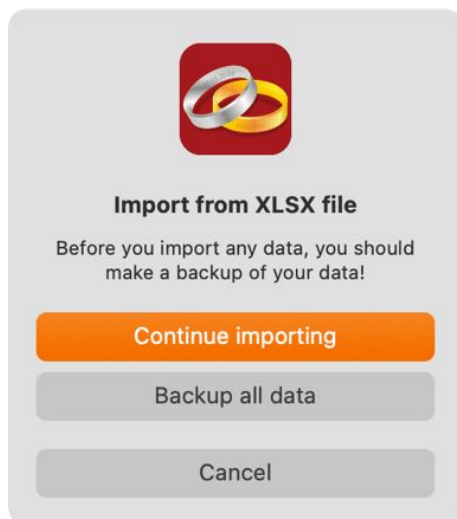 Import from XLSX file
Before you import any data, you should
make a backup of your data!
Continue importing
Backup all data
Cancel